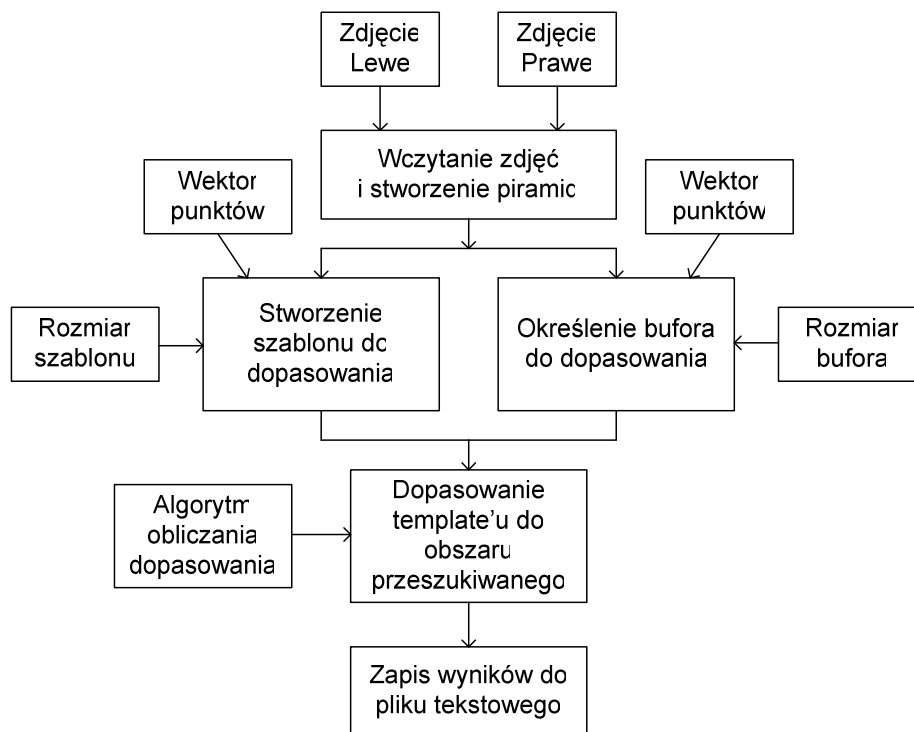 Zdjęcie
Lewe
Zdjęcie
Prawe
Wczytanie zdjęć
i stworzenie piramid
Wektor
punktów
Wektor
punktów
Rozmiar
szablonu
Stworzenie
szablonu do
dopasowania
Określenie bufora
do dopasowania
Rozmiar
bufora
Algorytm
obliczania
dopasowania
Dopasowanie
template’u do
obszaru
przeszukiwanego
Zapis wyników do
pliku tekstowego